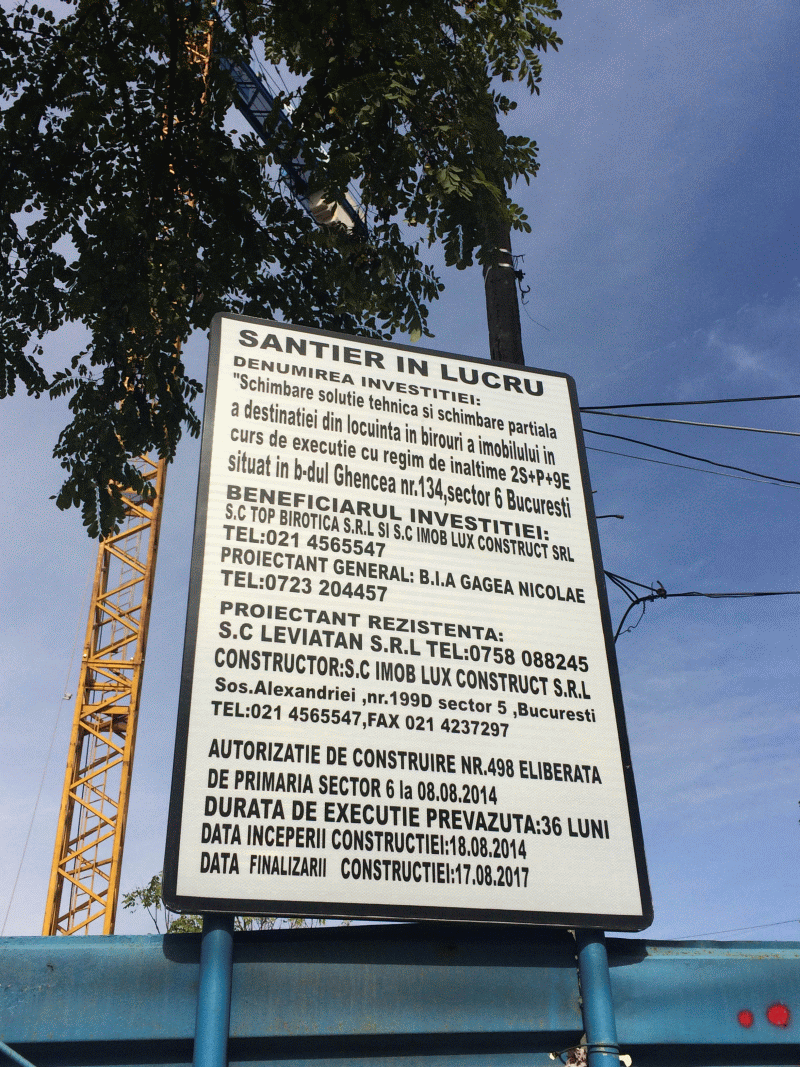 SANTIER IN LUCRU
DENUMIREA INVESTITIEI:
"Schimbare solutie tehnica si schimbare partiala
a destinatiei din locuinta in birouri a imobilului in
curs de executie cu regim de inaltime 2S+P+9E
situat in b-dul Ghencea nr.134,sector 6 Bucuresti
BENEFICIARUL INVESTITIEI:
S.C TOP BIROTICA S.R.L SI S.C IMOB LUX CONSTRUCT SRL
TEL:021 4565547
PROIECTANT GENERAL: B.I.A GAGEA NICOLAE
TEL:0723 204457
PROIECTANT REZISTENTA:
S.C LEVIATAN S.R.L TEL:0758 088245
CONSTRUCTOR:S.C IMOB LUX CONSTRUCT S.R.L
Sos.Alexandriei ,nr.199D sector 5 ,Bucuresti
TEL:021 4565547,FAX 021 4237297
AUTORIZATIE DE CONSTRUIRE NR.498 ELIBERATA
DE PRIMARIA SECTOR 6 la 08.08.2014
DURATA DE EXECUTIE PREVAZUTA:36 LUNI
DATA INCEPERII CONSTRUCTIEI:18.08.2014
DATA FINALIZARII CONSTRUCTIEI:17.08.2017